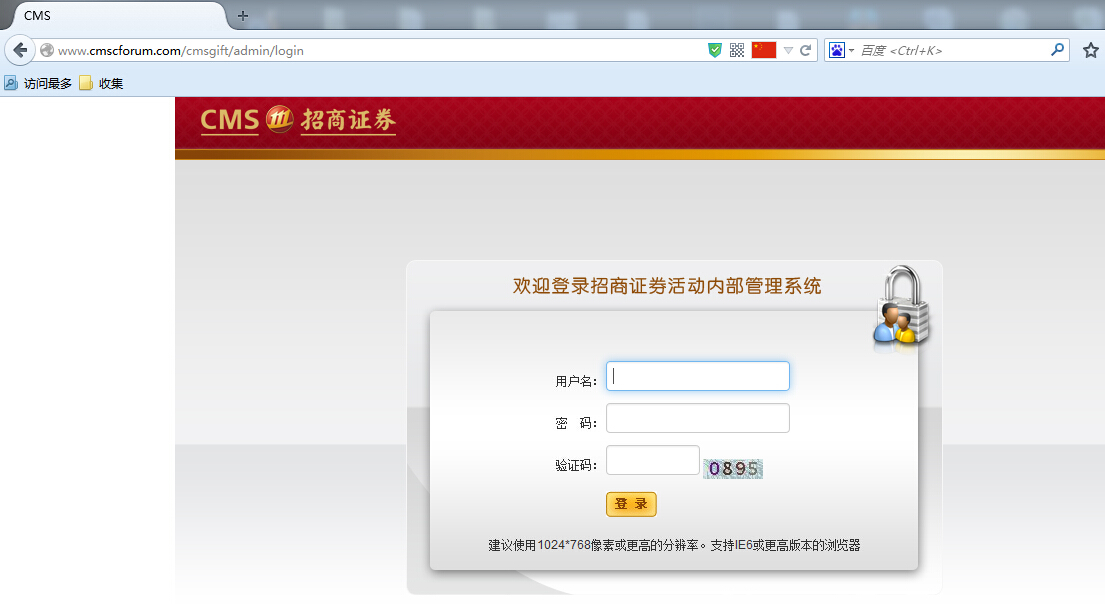 CMS
www.cmscforum.com/cmsgift/admin/login
百度 <Ctrl+K>
访问最多 收集
CMS 招商证券
欢迎登录招商证券活动内部管理系统
用户名：
密 码：
验证码： 0895
登 录
建议使用1024*768像素或更高的分辨率。支持IE6或更高版本的浏览器